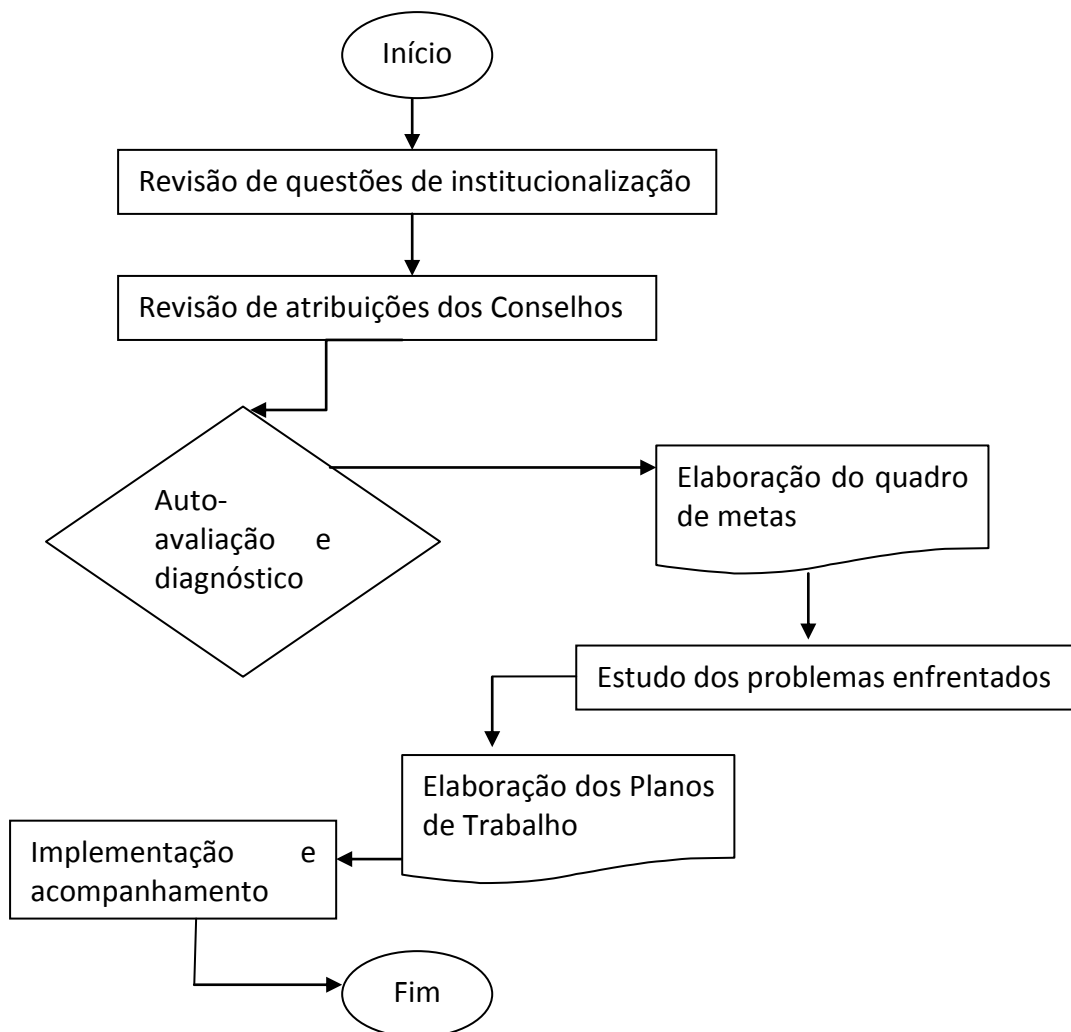 Início
Revisão de questões de institucionalização
Revisão de atribuições dos Conselhos
Auto-
avaliação e
diagnóstico
Elaboração do quadro
de metas
Estudo dos problemas enfrentados
Elaboração dos Planos
de Trabalho
Implementação e
acompanhamento
Fim